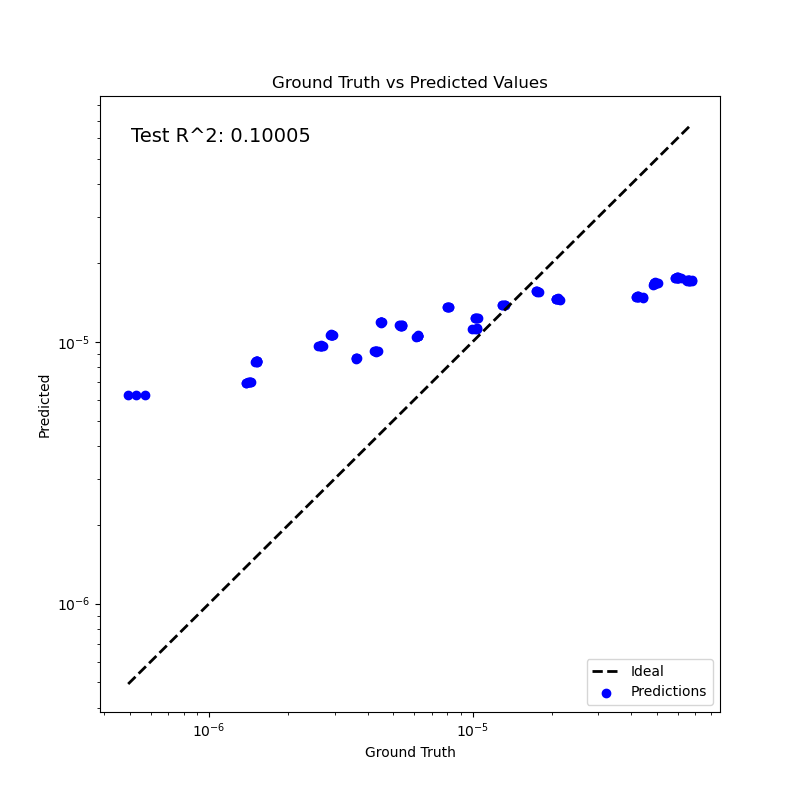 Ground Truth vs Predicted Values
Test R^2: 0.10005
Predicted
10⁻⁵
10⁻⁶
10⁻⁶
10⁻⁵
Ground Truth
Ideal
Predictions